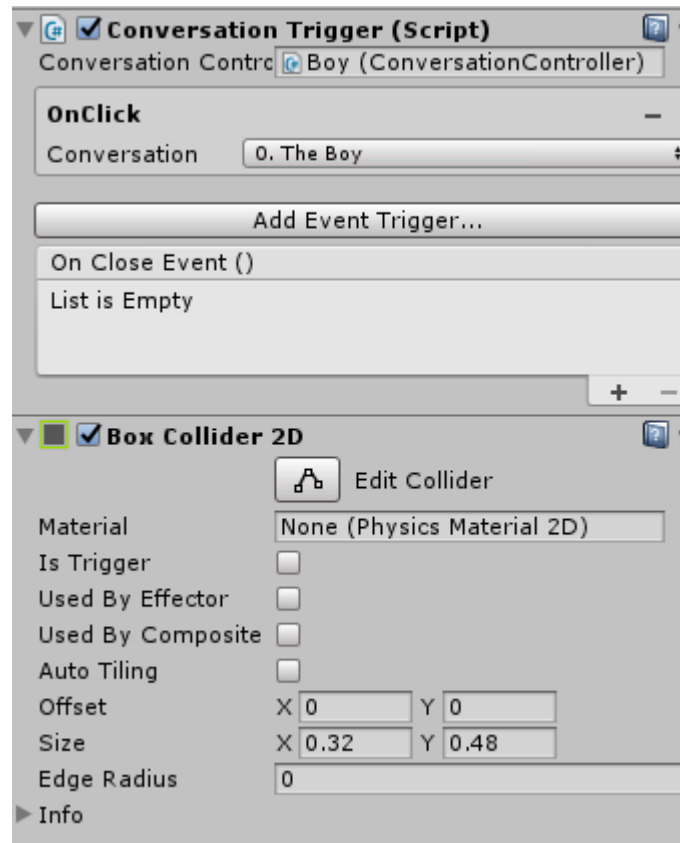 Conversation Trigger (Script)
Conversation Contro Boy (ConversationController)
OnClick
Conversation 0. The Boy
Add Event Trigger...
On Close Event ()
List is Empty
+ −
Box Collider 2D
Edit Collider
Material None (Physics Material 2D)
Is Trigger
Used By Effector
Used By Composite
Auto Tiling
Offset X 0 Y 0
Size X 0.32 Y 0.48
Edge Radius 0
Info